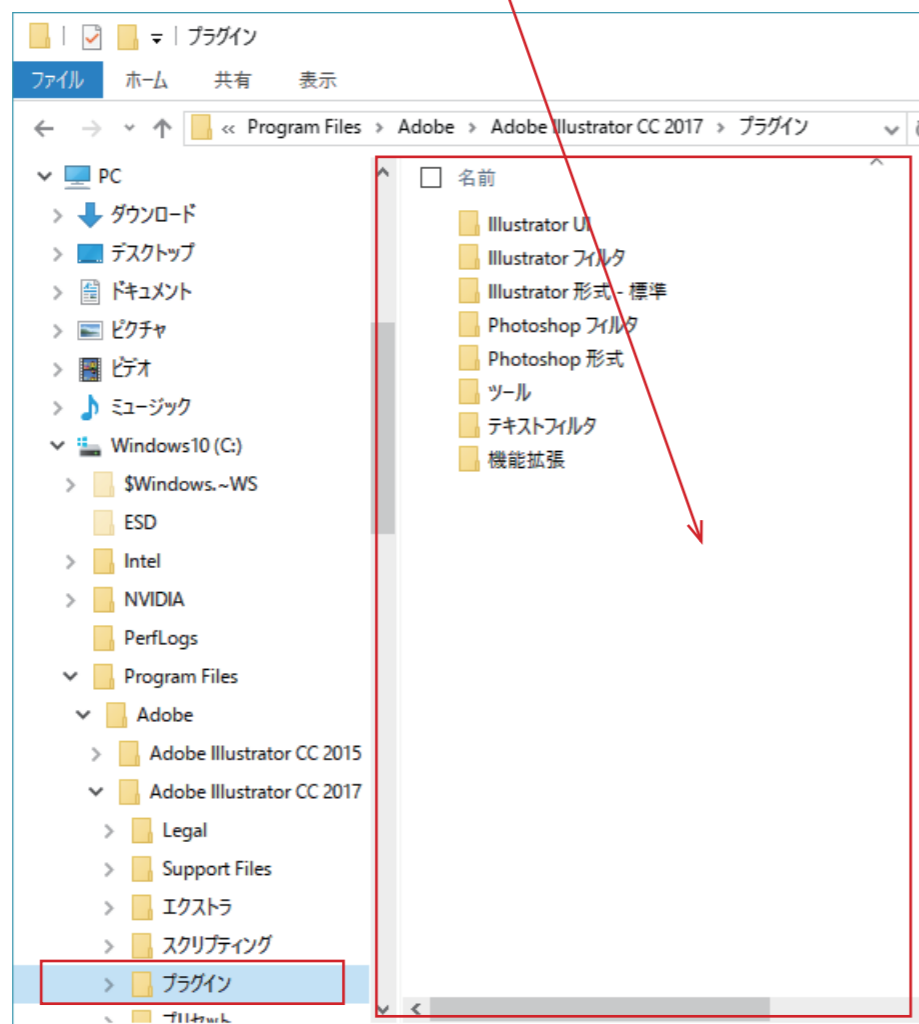 プラグイン
ファイル ホーム 共有 表示
« Program Files > Adobe > Adobe Illustrator CC 2017 > プラグイン
PC
ダウンロード
デスクトップ
ドキュメント
ピクチャ
ビデオ
ミュージック
Windows10 (C:)
$Windows.~WS
ESD
Intel
NVIDIA
PerfLogs
Program Files
Adobe
Adobe Illustrator CC 2015
Adobe Illustrator CC 2017
Legal
Support Files
エクストラ
スクリプティング
プラグイン
プリセット
名前
Illustrator UI
Illustrator フィルタ
Illustrator 形式 - 標準
Photoshop フィルタ
Photoshop 形式
ツール
テキストフィルタ
機能拡張